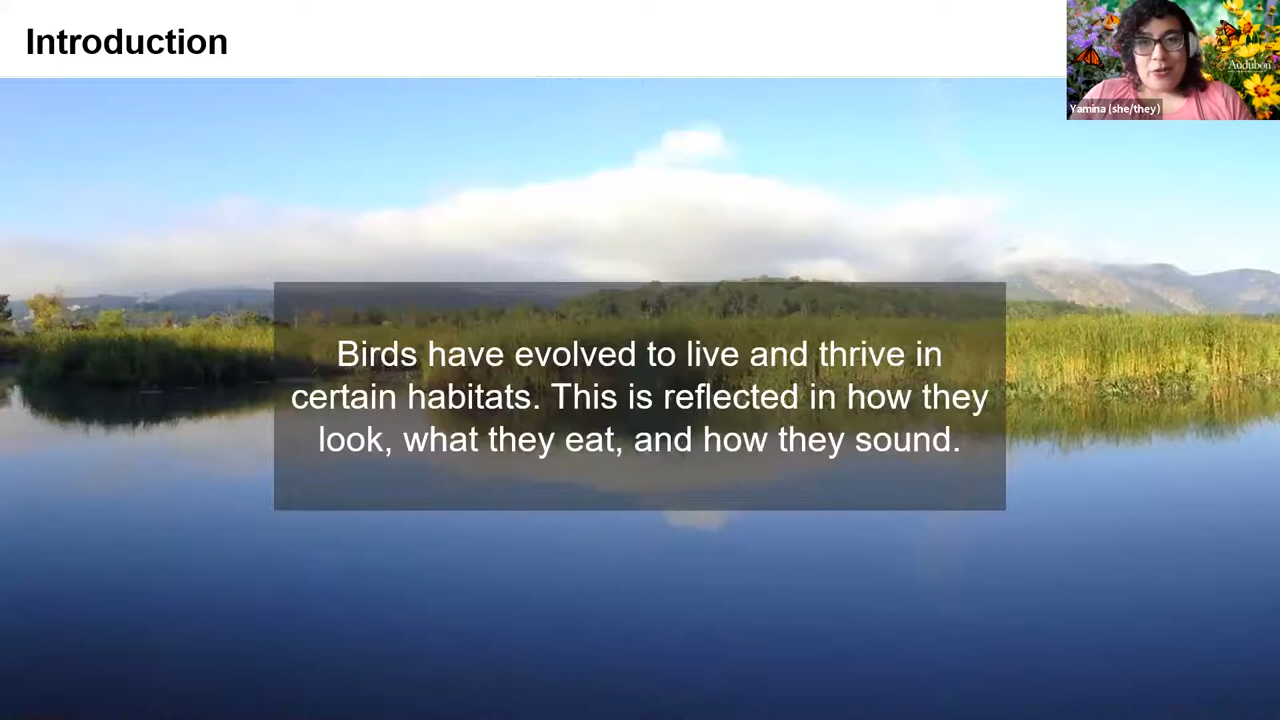 Introduction
Audubon
Yamina (she/they)
Birds have evolved to live and thrive in
certain habitats. This is reflected in how they
look, what they eat, and how they sound.